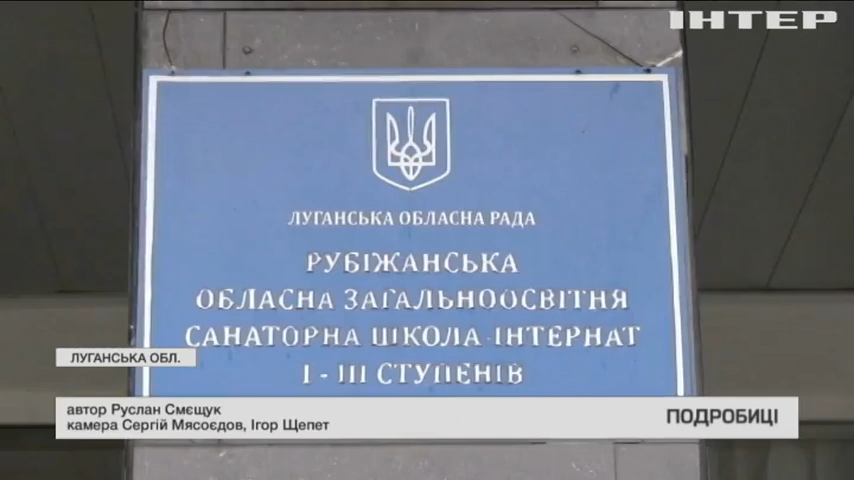 ІНТЕР
ЛУГАНСЬКА ОБЛАСНА РАДА
РУБІЖАНСЬКА
ОБЛАСНА ЗАГАЛЬНООСВІТНЯ
САНАТОРНА ШКОЛА-ІНТЕРНАТ
І - ІІІ СТУПЕНІВ
ЛУГАНСЬКА ОБЛ.
автор Руслан Смєщук
камера Сергій Мясоєдов, Ігор Щепет
ПОДРОБИЦІ